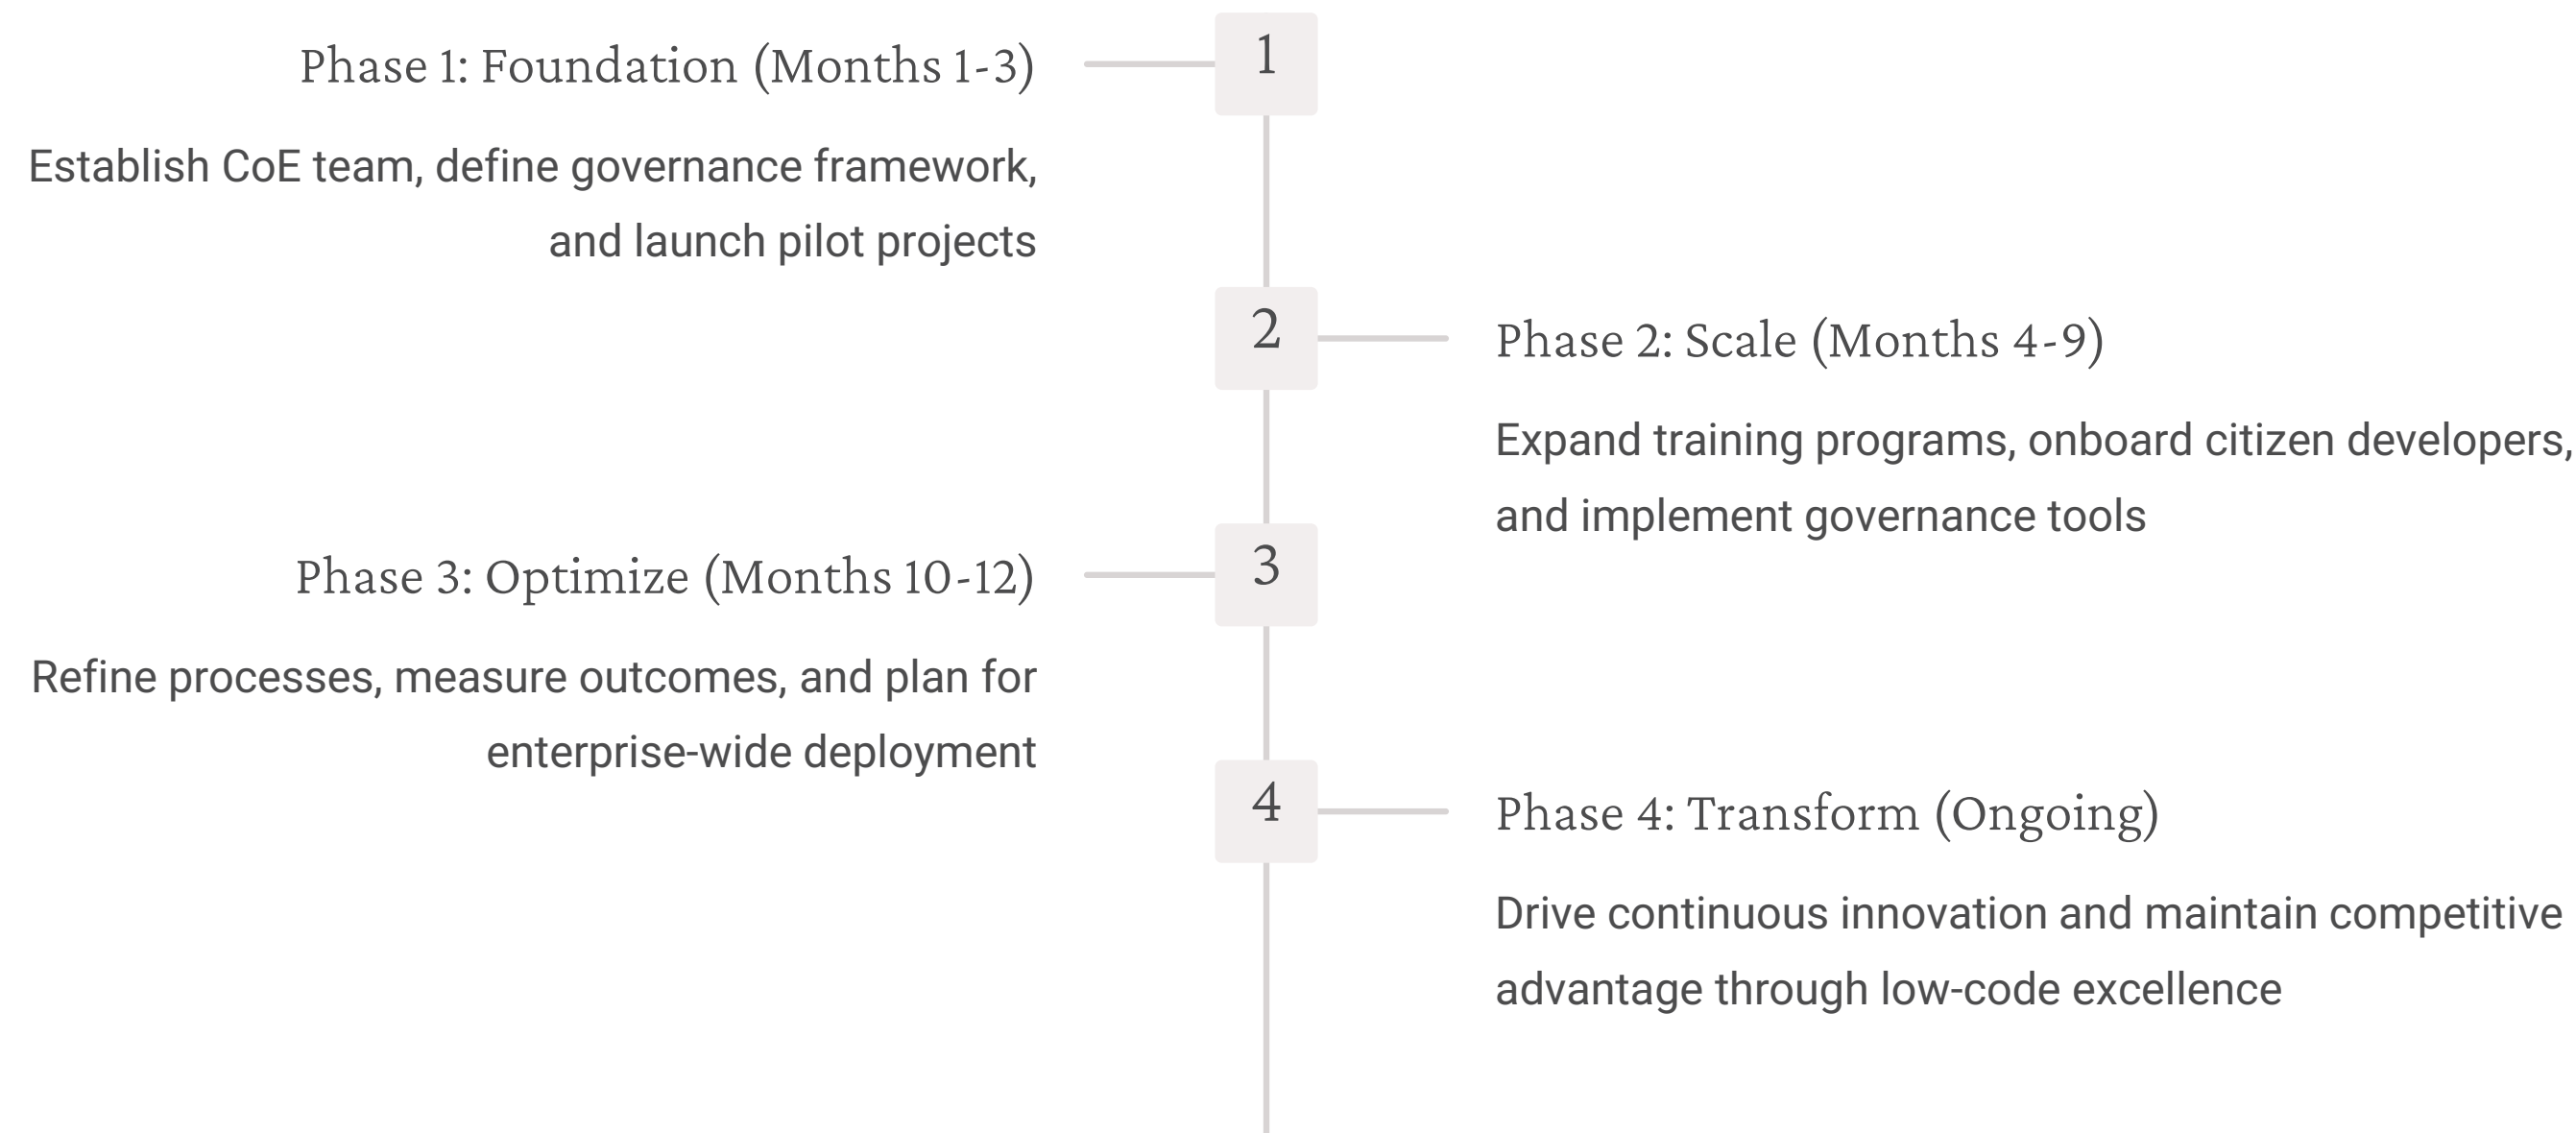 1
Phase 1: Foundation (Months 1-3)
Establish CoE team, define governance framework,
and launch pilot projects
2
Phase 2: Scale (Months 4-9)
Expand training programs, onboard citizen developers,
and implement governance tools
3
Phase 3: Optimize (Months 10-12)
Refine processes, measure outcomes, and plan for
enterprise-wide deployment
4
Phase 4: Transform (Ongoing)
Drive continuous innovation and maintain competitive
advantage through low-code excellence